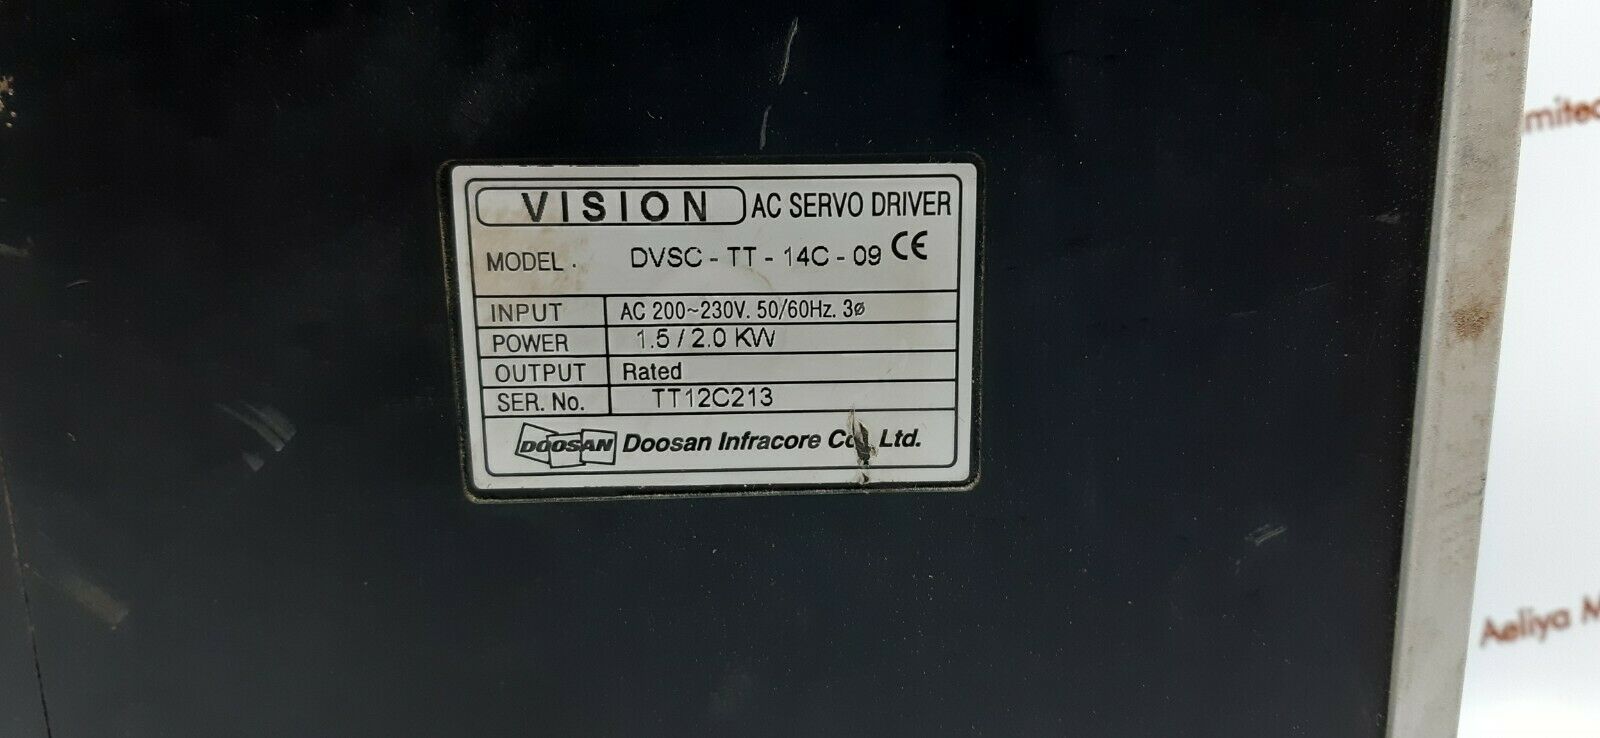 VISION AC SERVO DRIVER
MODEL . DVSC - TT - 14C - 09 CE
INPUT AC 200~230V. 50/60Hz. 3ø
POWER 1.5 / 2.0 KW
OUTPUT Rated
SER. No. TT12C213
DOOSAN Doosan Infracore Co., Ltd.
Aeliya